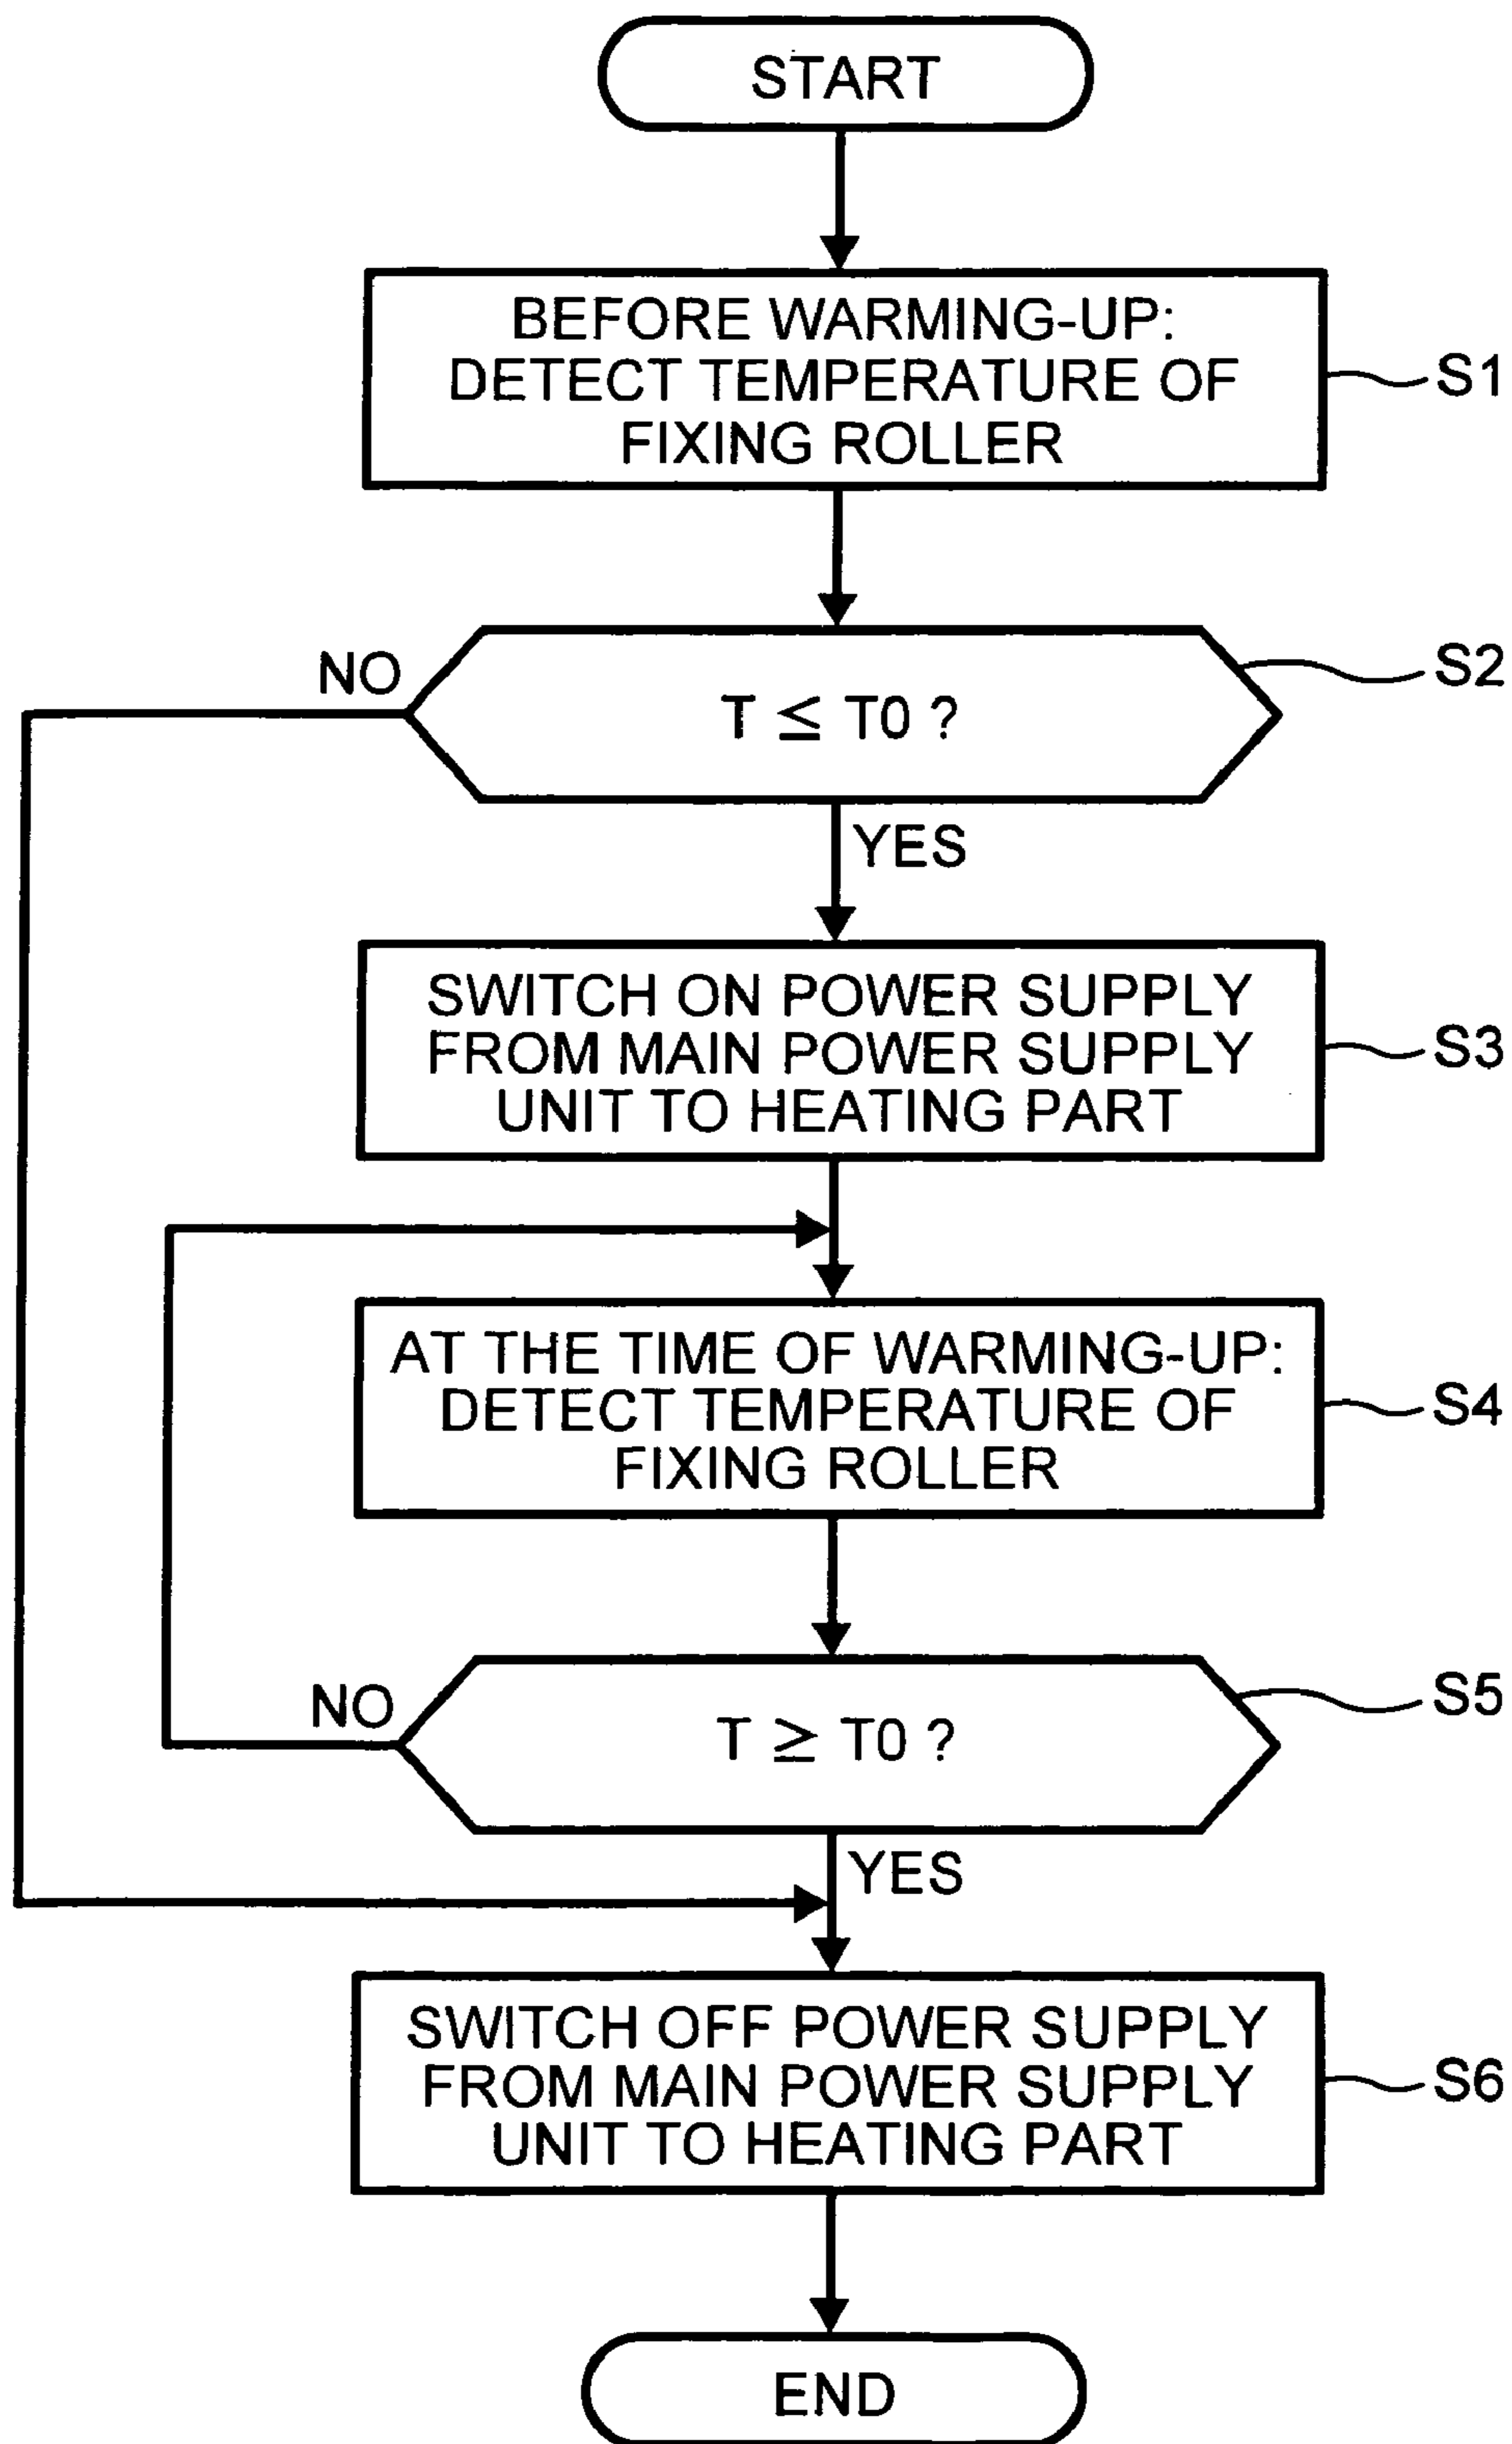 START
BEFORE WARMING-UP:
DETECT TEMPERATURE OF
FIXING ROLLER
S1
NO
S2
T ≤ T0 ?
YES
SWITCH ON POWER SUPPLY
FROM MAIN POWER SUPPLY
UNIT TO HEATING PART
S3
AT THE TIME OF WARMING-UP:
DETECT TEMPERATURE OF
FIXING ROLLER
S4
NO
S5
T ≥ T0 ?
YES
SWITCH OFF POWER SUPPLY
FROM MAIN POWER SUPPLY
UNIT TO HEATING PART
S6
END